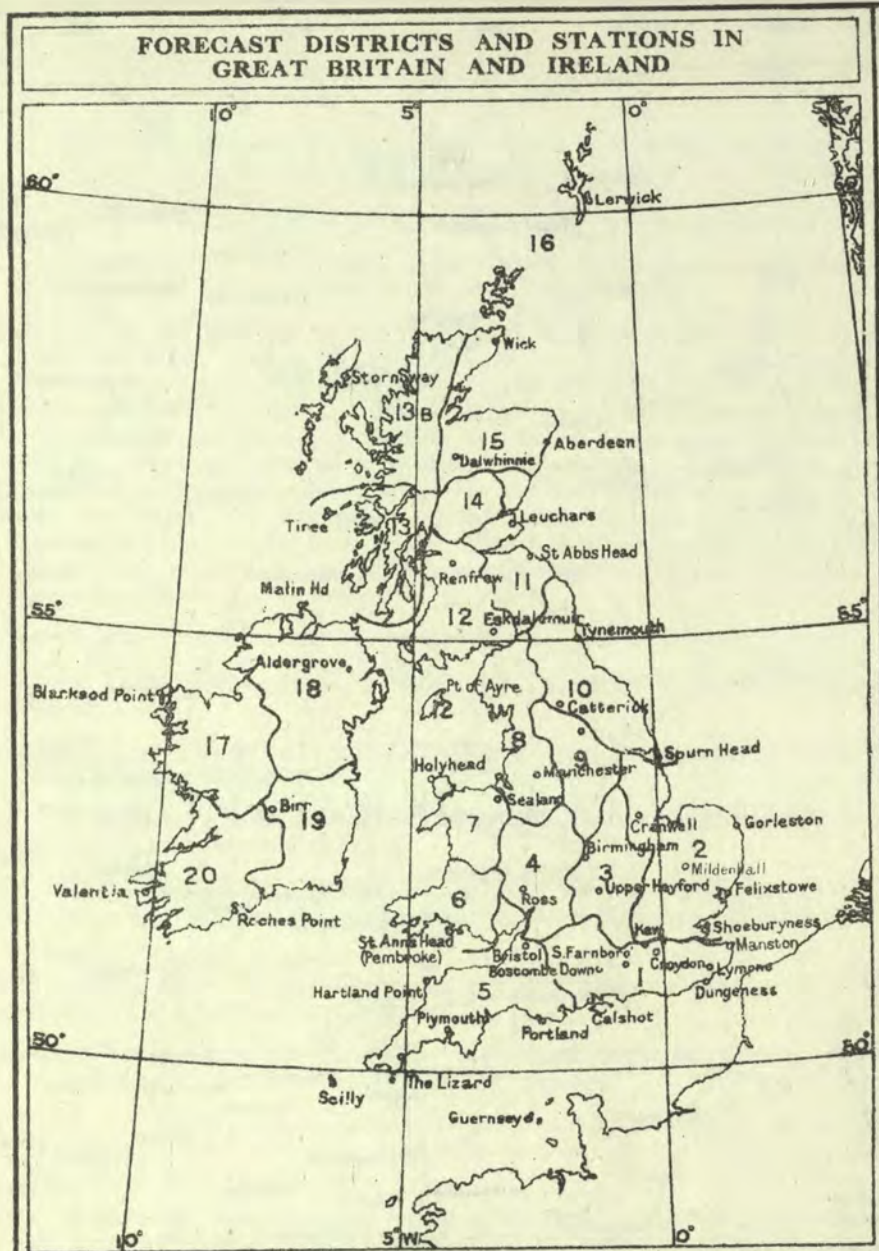 FORECAST DISTRICTS AND STATIONS IN
GREAT BRITAIN AND IRELAND
10°
5°
0°
60°
Lerwick
16
Wick
Stornoway
13B
15
Aberdeen
Dalwhinnie
14
Tiree
13A
Leuchars
St Abbs Head
Renfrew
11
Malin Hd
55°
12
Eskdalemuir
Tynemouth
55°
Aldergrove
18
Pt of Ayre
10
Blacksod Point
12
Catterick
17
8
9
Spurn Head
Holyhead
Manchester
Sealand
Birr
19
7
Cranwell
Gorleston
Birmingham
2
4
3
Mildenhall
20
Valentia
6
Ross
Upper Heyford
Felixstowe
Roches Point
St Anns Head
(Pembroke)
Kew
Shoeburyness
Bristol
S. Farnboro
Manston
Boscombe Down
Croydon
Lympne
Hartland Point
5
1
Dungeness
Plymouth
Portland
Calshot
50°
50°
The Lizard
Scilly
Guernsey
10°
5°W
0°